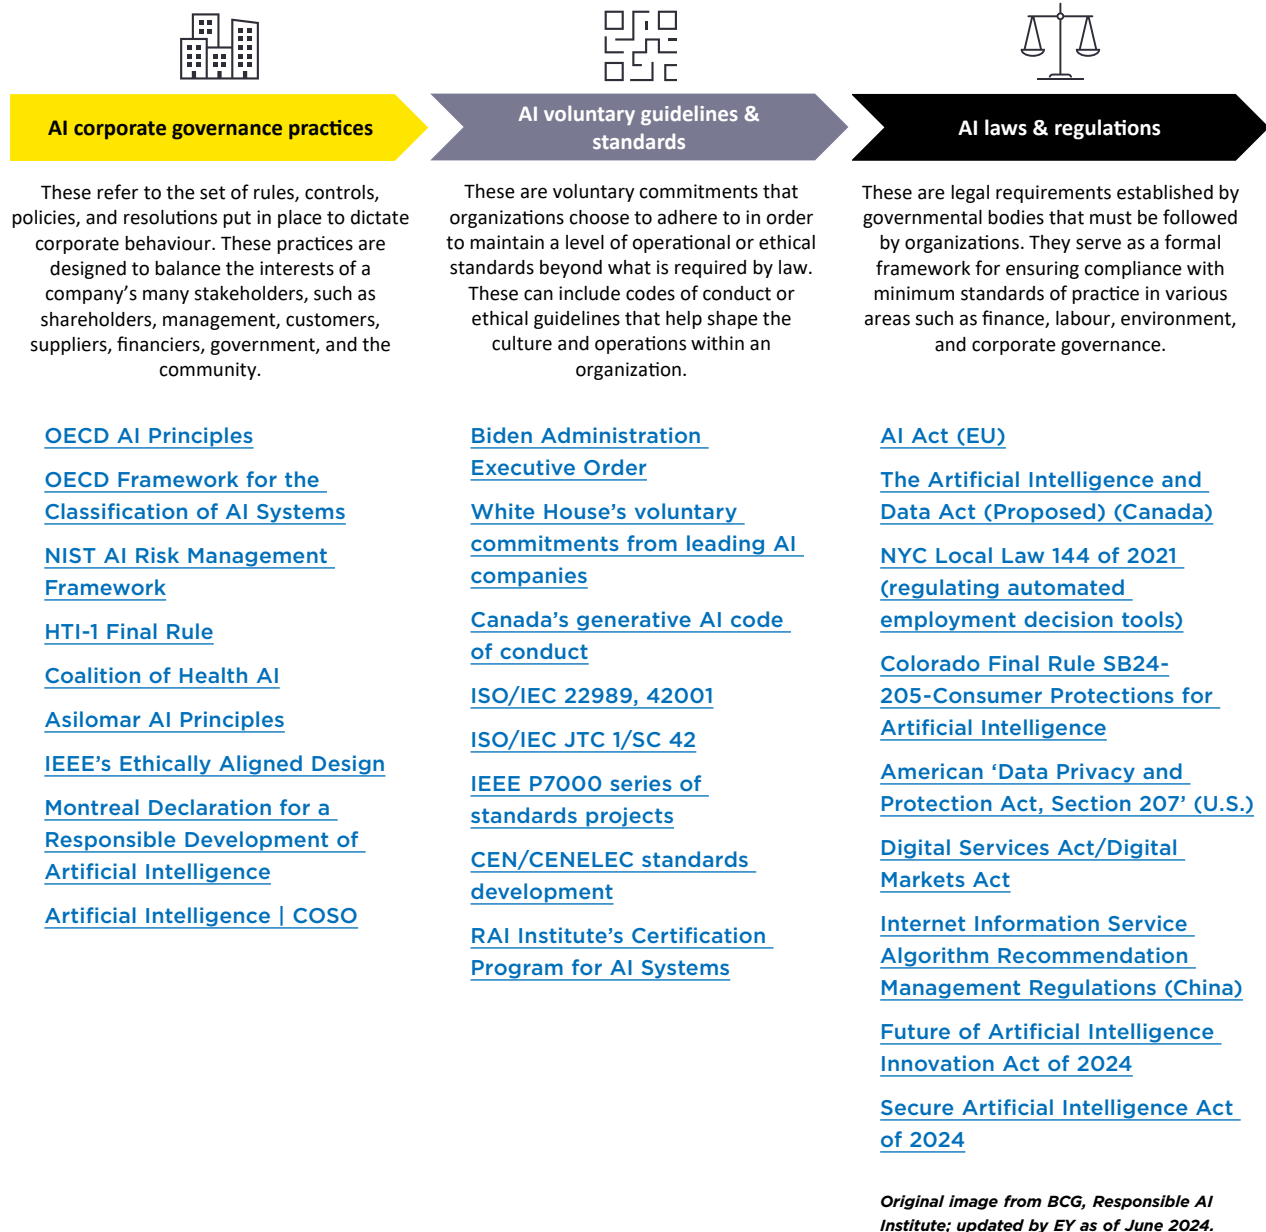 AI corporate governance practices
These refer to the set of rules, controls,
policies, and resolutions put in place to dictate
corporate behaviour. These practices are
designed to balance the interests of a
company's many stakeholders, such as
shareholders, management, customers,
suppliers, financiers, government, and the
community.
OECD AI Principles
OECD Framework for the
Classification of AI Systems
NIST AI Risk Management
Framework
HTI-1 Final Rule
Coalition of Health AI
Asilomar AI Principles
IEEE's Ethically Aligned Design
Montreal Declaration for a
Responsible Development of
Artificial Intelligence
Artificial Intelligence | COSO
AI voluntary guidelines &
standards
These are voluntary commitments that
organizations choose to adhere to in order
to maintain a level of operational or ethical
standards beyond what is required by law.
These can include codes of conduct or
ethical guidelines that help shape the
culture and operations within an
organization.
Biden Administration
Executive Order
White House's voluntary
commitments from leading AI
companies
Canada's generative AI code
of conduct
ISO/IEC 22989, 42001
ISO/IEC JTC 1/SC 42
IEEE P7000 series of
standards projects
CEN/CENELEC standards
development
RAI Institute's Certification
Program for AI Systems
AI laws & regulations
These are legal requirements established by
governmental bodies that must be followed
by organizations. They serve as a formal
framework for ensuring compliance with
minimum standards of practice in various
areas such as finance, labour, environment,
and corporate governance.
AI Act (EU)
The Artificial Intelligence and
Data Act (Proposed) (Canada)
NYC Local Law 144 of 2021
(regulating automated
employment decision tools)
Colorado Final Rule SB24-
205-Consumer Protections for
Artificial Intelligence
American ‘Data Privacy and
Protection Act, Section 207’ (U.S.)
Digital Services Act/Digital
Markets Act
Internet Information Service
Algorithm Recommendation
Management Regulations (China)
Future of Artificial Intelligence
Innovation Act of 2024
Secure Artificial Intelligence Act
of 2024
Original image from BCG, Responsible AI
Institute; updated by EY as of June 2024.